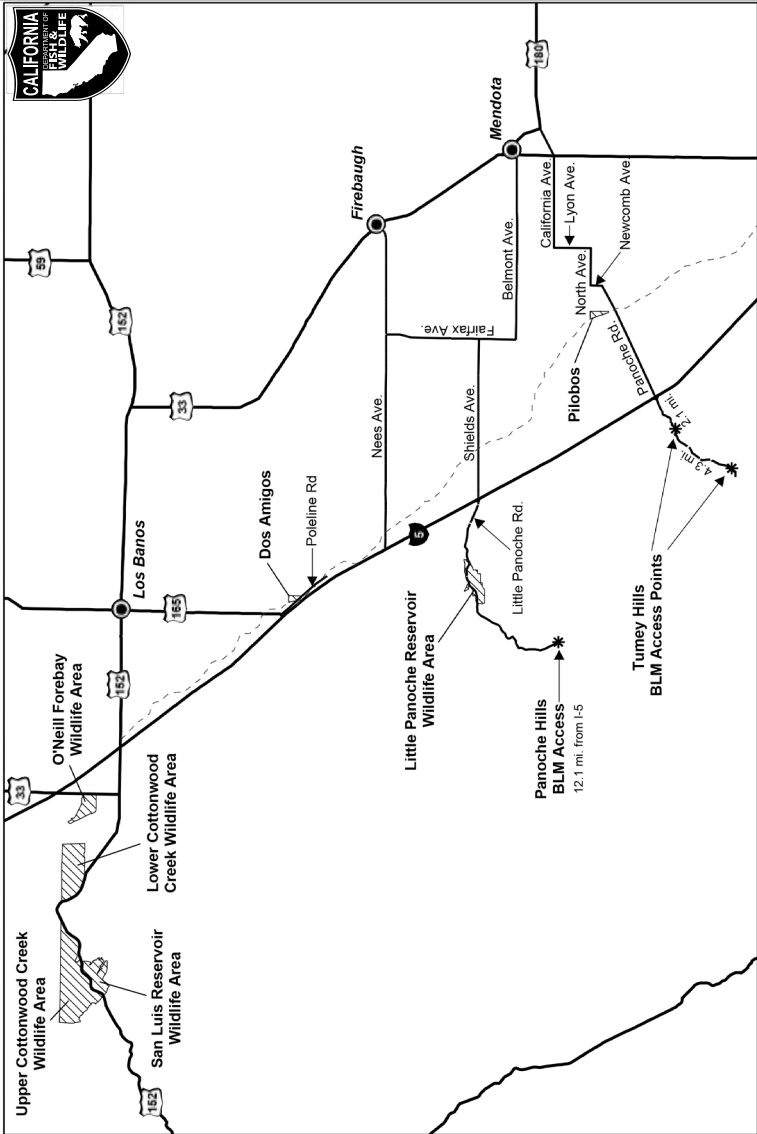 Upper Cottonwood Creek
Wildlife Area
San Luis Reservoir
Wildlife Area
Lower Cottonwood
Creek Wildlife Area
O'Neill Forebay
Wildlife Area
33
152
152
Los Banos
165
152
59
33
CALIFORNIA
DEPARTMENT OF
FISH &
WILDLIFE
Dos Amigos
Poleline Rd
Firebaugh
Nees Ave.
5
Fairfax Ave.
Shields Ave.
Mendota
180
Belmont Ave.
California Ave.
Lyon Ave.
North Ave.
Newcomb Ave.
Pilobos
Panoche Rd.
Little Panoche Reservoir
Wildlife Area
Little Panoche Rd.
Panoche Hills
BLM Access
12.1 mi. from I-5
Tumey Hills
BLM Access Points
2.1 mi.
4.3 mi.